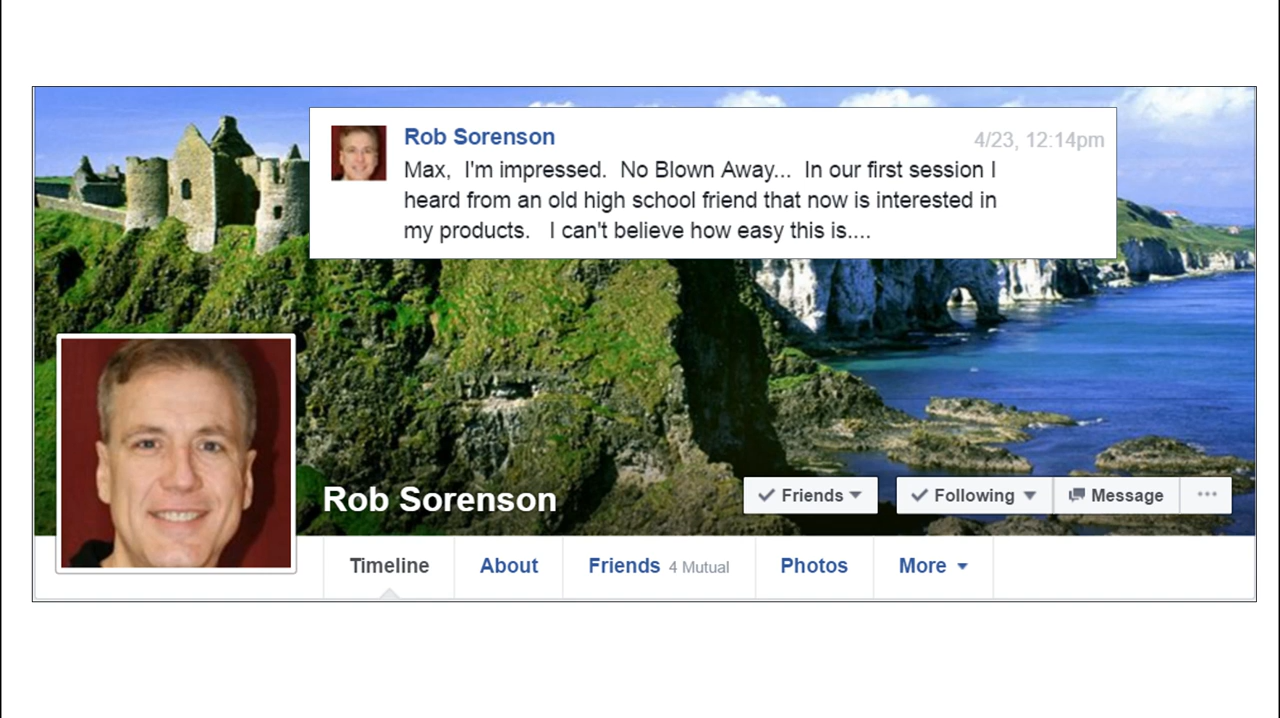 Rob Sorenson
4/23, 12:14pm
Max,  I'm impressed.  No Blown Away...  In our first session I
heard from an old high school friend that now is interested in
my products.   I can't believe how easy this is....
Rob Sorenson
Friends
Following
Message
Timeline
About
Friends 4 Mutual
Photos
More